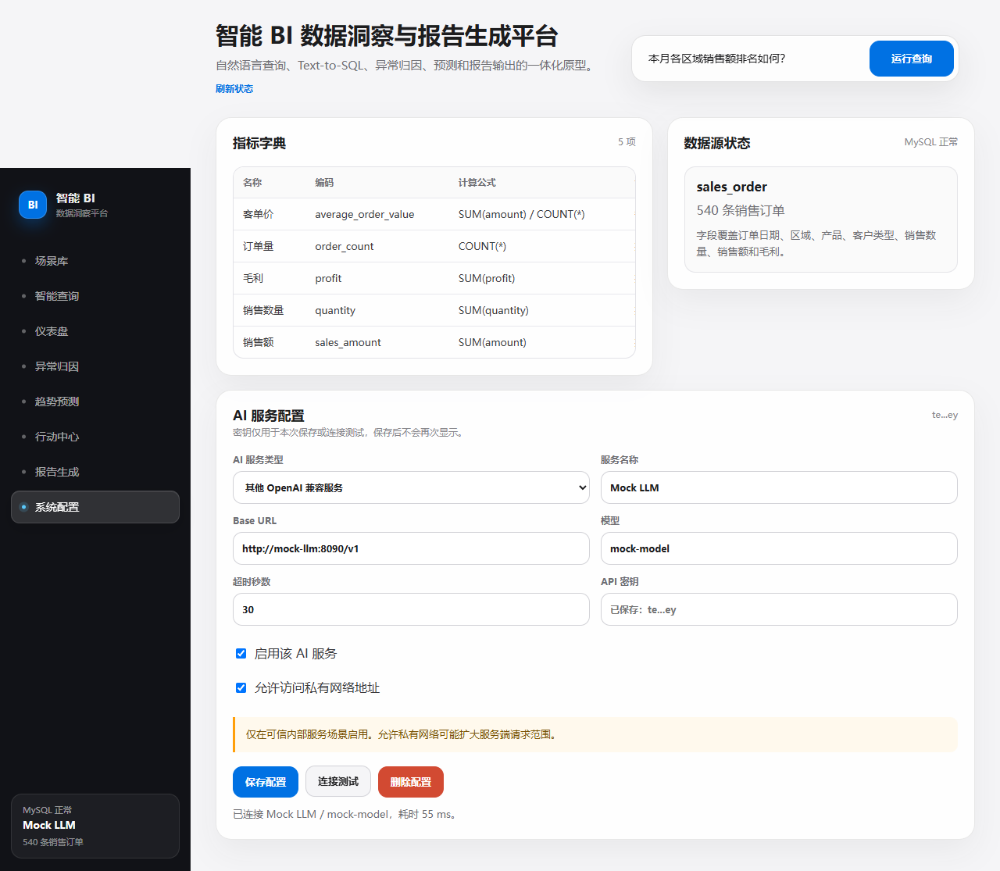 智能 BI 数据洞察与报告生成平台
自然语言查询、Text-to-SQL、异常归因、预测和报告输出的一体化原型。
刷新状态
本月各区域销售额排名如何?
运行查询
BI
智能 BI
数据洞察平台
场景库
智能查询
仪表盘
异常归因
趋势预测
行动中心
报告生成
系统配置
MySQL 正常
Mock LLM
540 条销售订单
指标字典
5 项
名称 编码 计算公式
客单价 average_order_value SUM(amount) / COUNT(*)
订单量 order_count COUNT(*)
毛利 profit SUM(profit)
销售数量 quantity SUM(quantity)
销售额 sales_amount SUM(amount)
数据源状态
MySQL 正常
sales_order
540 条销售订单
字段覆盖订单日期、区域、产品、客户类型、销售数
量、销售额和毛利。
AI 服务配置
te...ey
密钥仅用于本次保存或连接测试，保存后不会再次显示。
AI 服务类型
其他 OpenAI 兼容服务
服务名称
Mock LLM
Base URL
http://mock-llm:8090/v1
模型
mock-model
超时秒数
30
API 密钥
已保存：te...ey
启用该 AI 服务
允许访问私有网络地址
仅在可信内部服务场景启用。允许私有网络可能扩大服务端请求范围。
保存配置
连接测试
删除配置
已连接 Mock LLM / mock-model，耗时 55 ms。